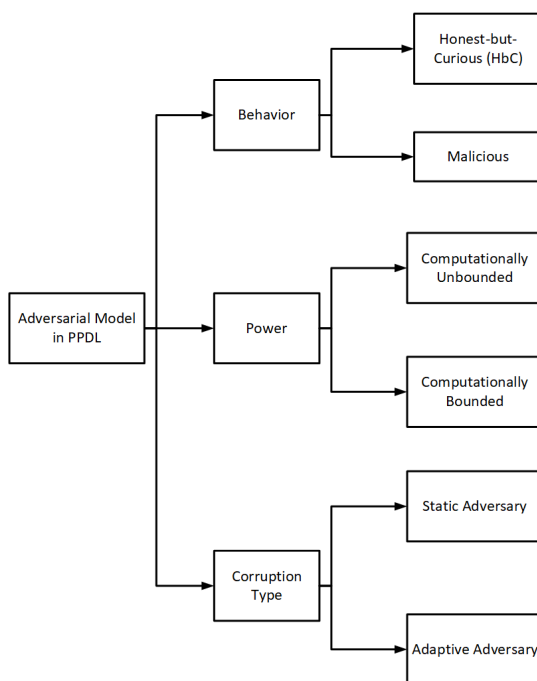 Honest-but-
Curious (HbC)
Behavior
Malicious
Computationally
Unbounded
Adversarial Model
in PPDL
Power
Computationally
Bounded
Static Adversary
Corruption
Type
Adaptive Adversary